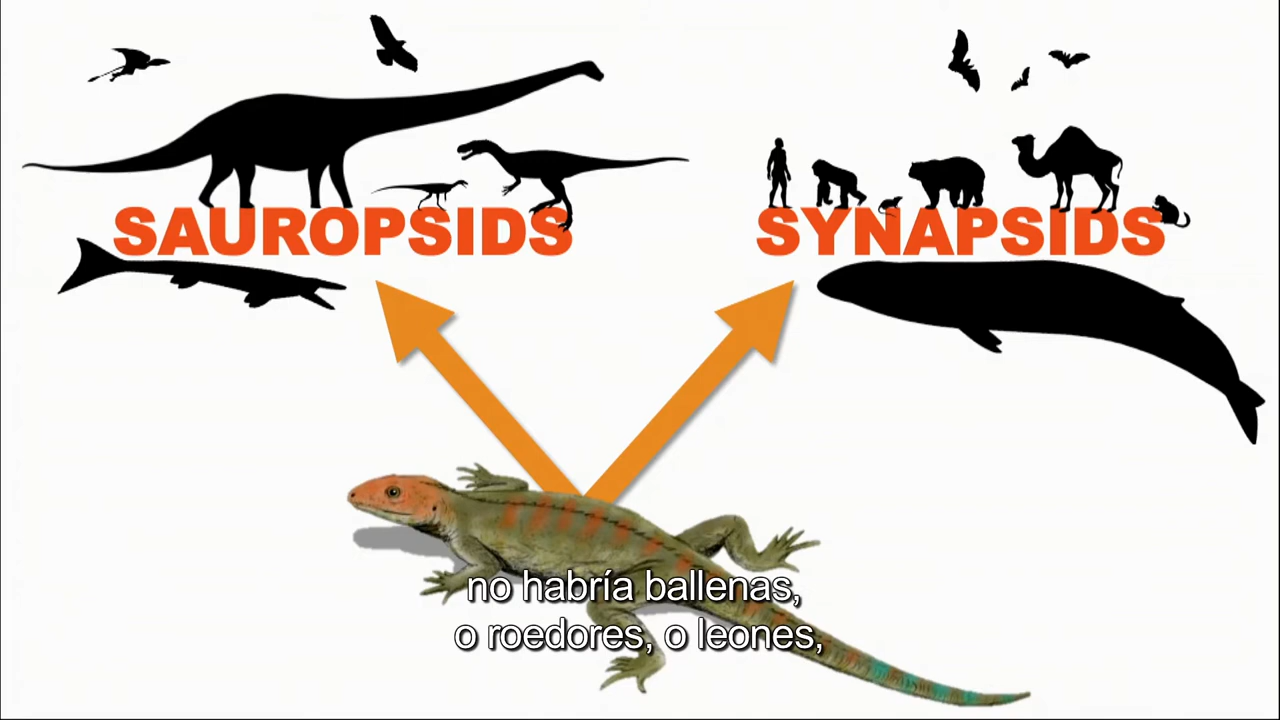 SAUROPSIDS
SYNAPSIDS
no habría ballenas,
o roedores, o leones,